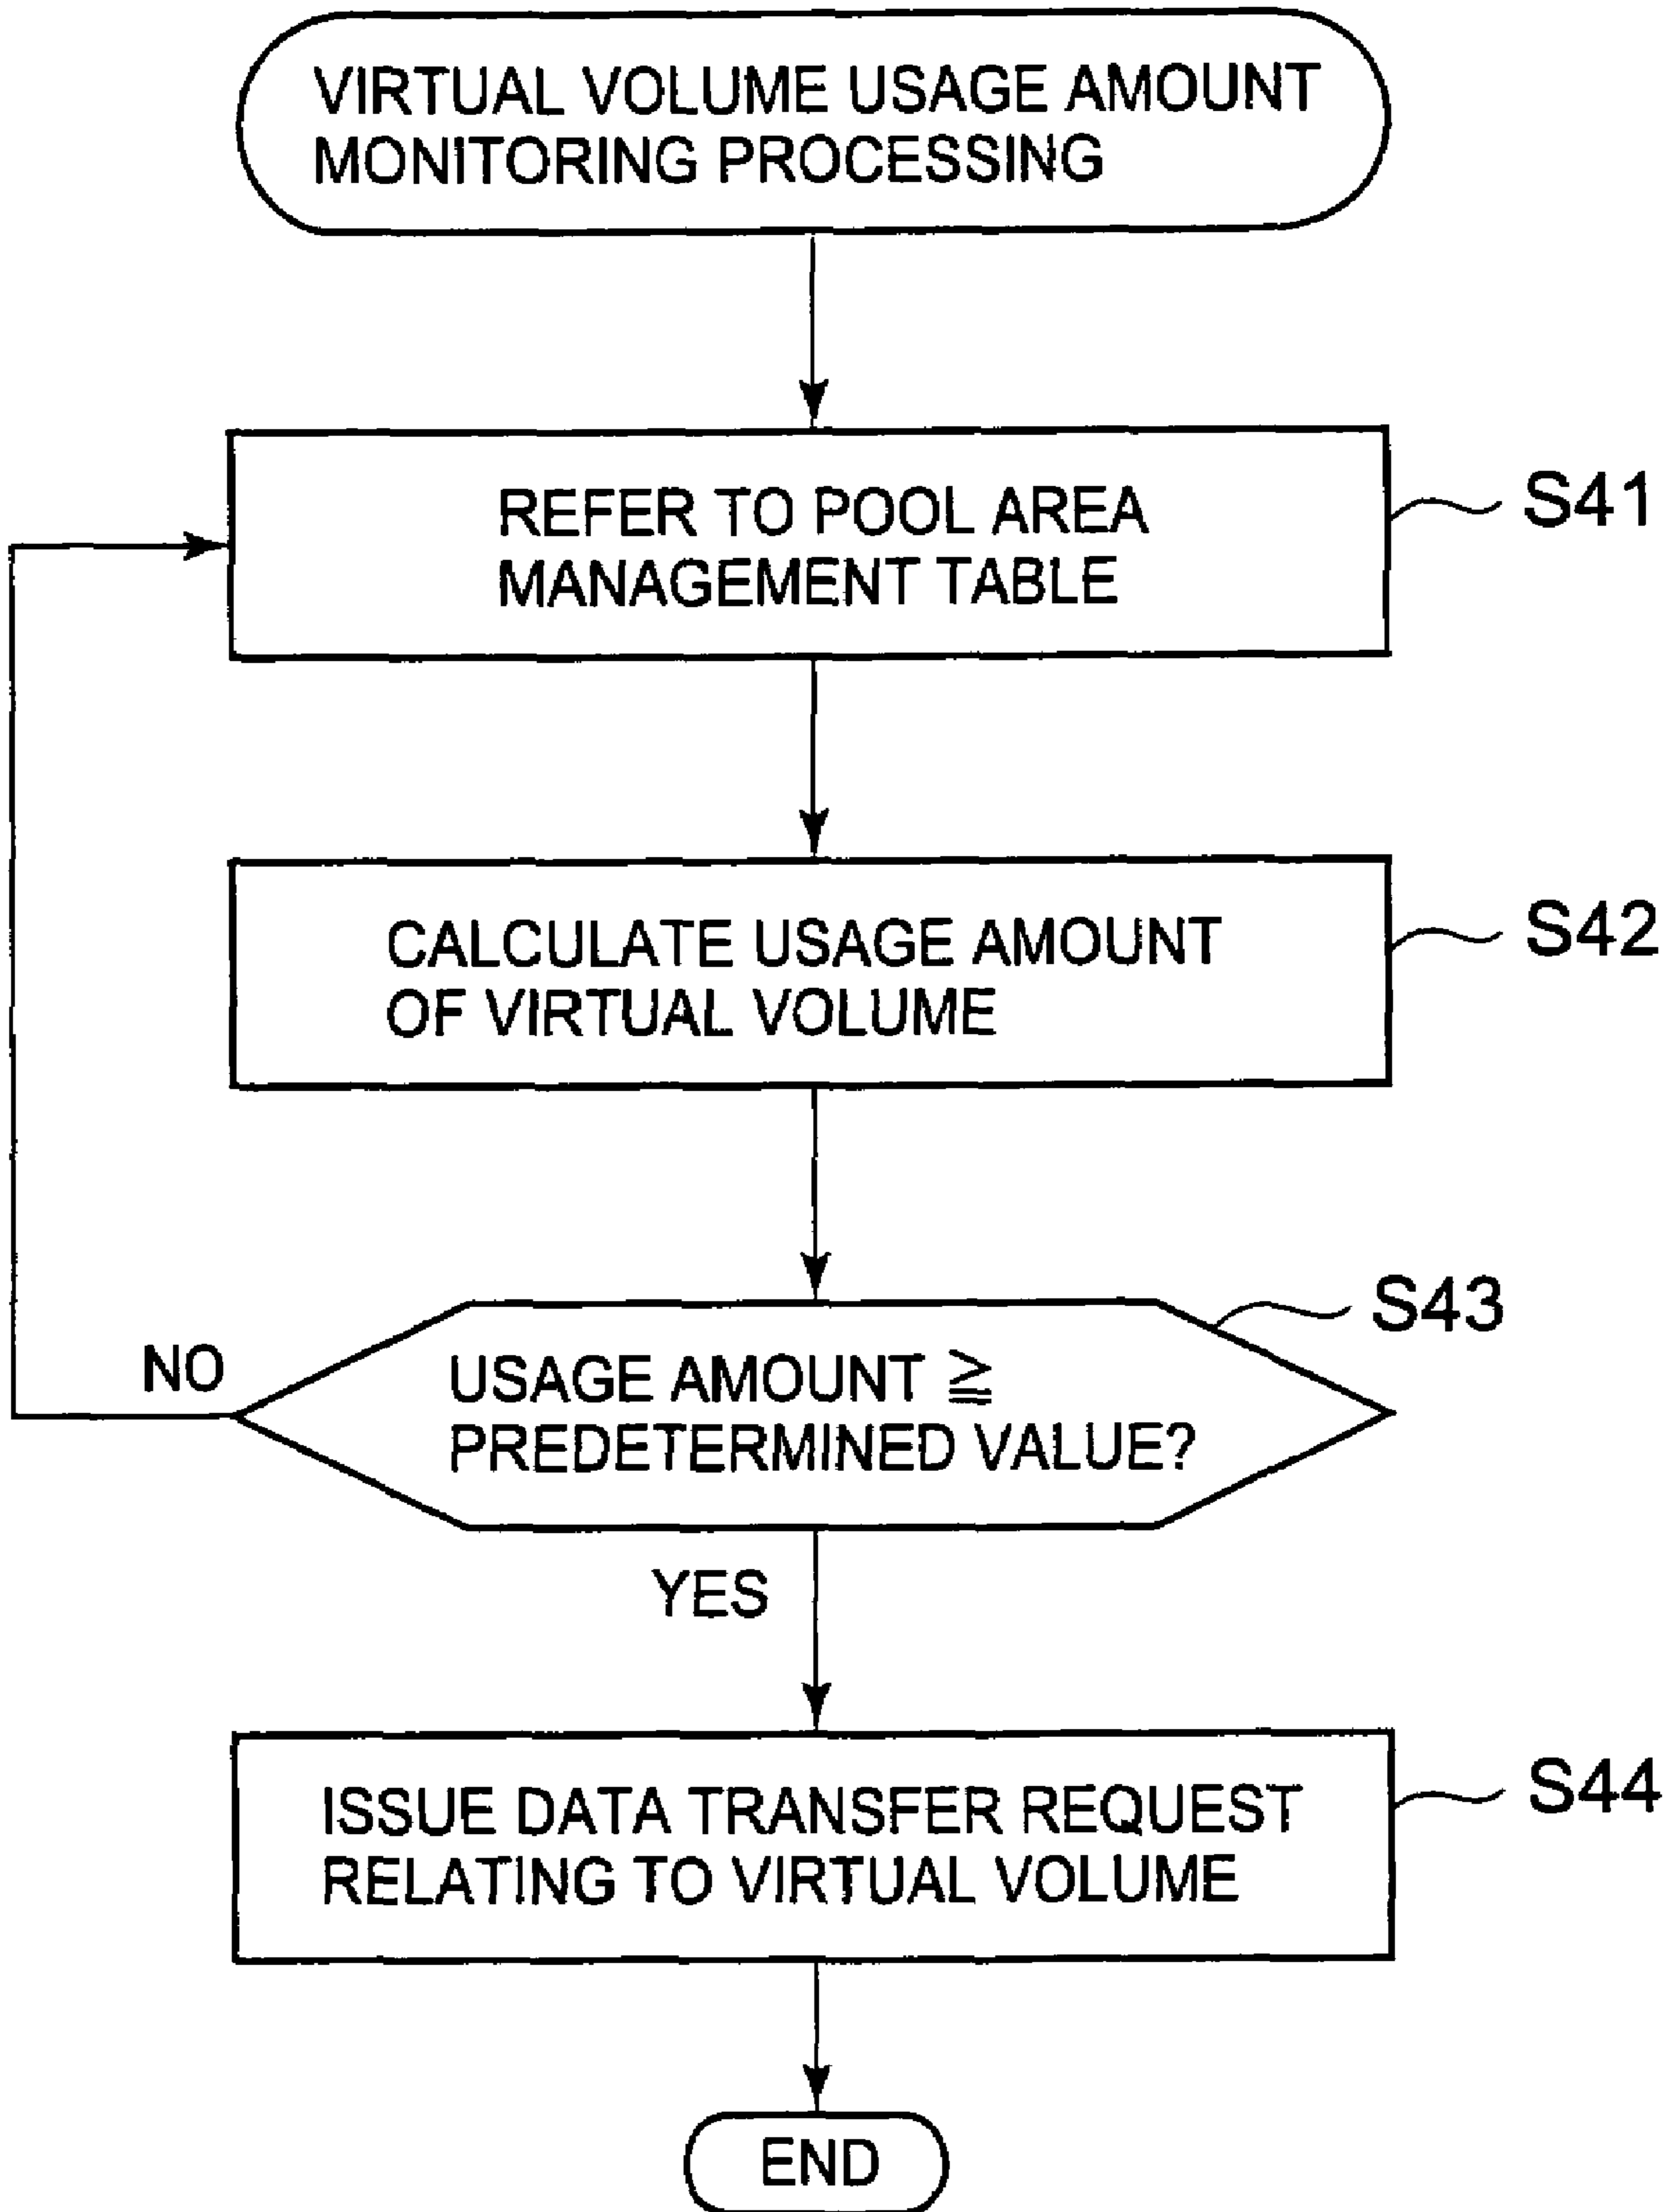 VIRTUAL VOLUME USAGE AMOUNT
MONITORING PROCESSING
REFER TO POOL AREA
MANAGEMENT TABLE
S41
CALCULATE USAGE AMOUNT
OF VIRTUAL VOLUME
S42
S43
USAGE AMOUNT ≧
PREDETERMINED VALUE?
NO
YES
ISSUE DATA TRANSFER REQUEST
RELATING TO VIRTUAL VOLUME
S44
END